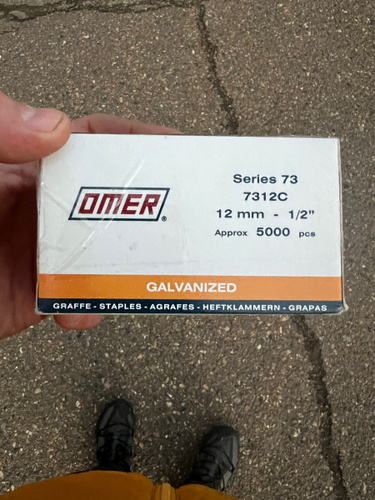 OMER®
Series 73
7312C
12 mm - 1/2"
Approx 5000 pcs
GALVANIZED
GRAFFE - STAPLES - AGRAFES - HEFTKLAMMERN - GRAPAS